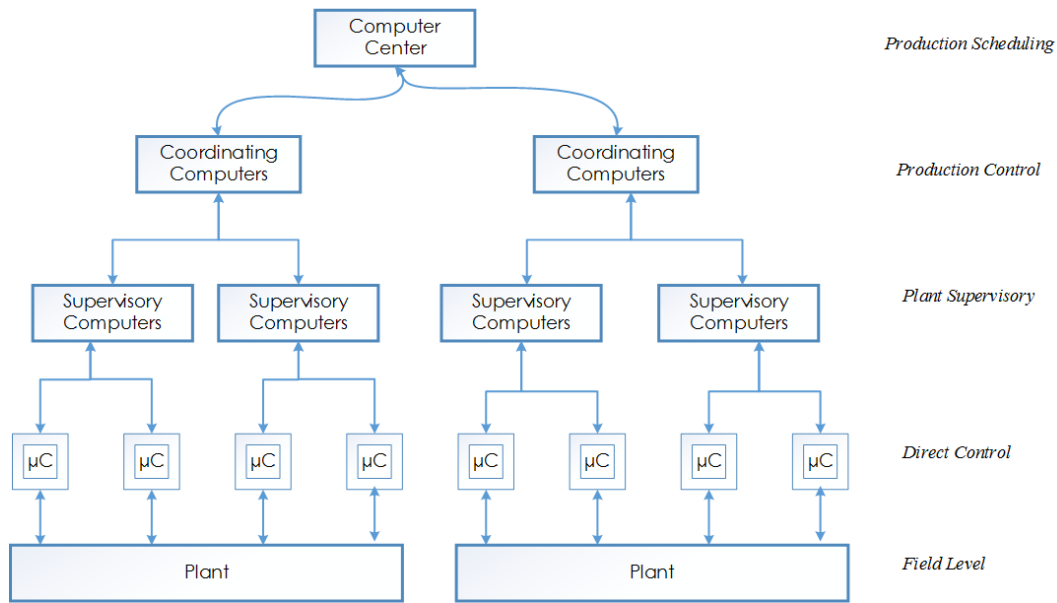 Computer
Center
Production Scheduling
Coordinating
Computers
Coordinating
Computers
Production Control
Supervisory
Computers
Supervisory
Computers
Supervisory
Computers
Supervisory
Computers
Plant Supervisory
µC
µC
µC
µC
µC
µC
µC
µC
Direct Control
Plant
Plant
Field Level